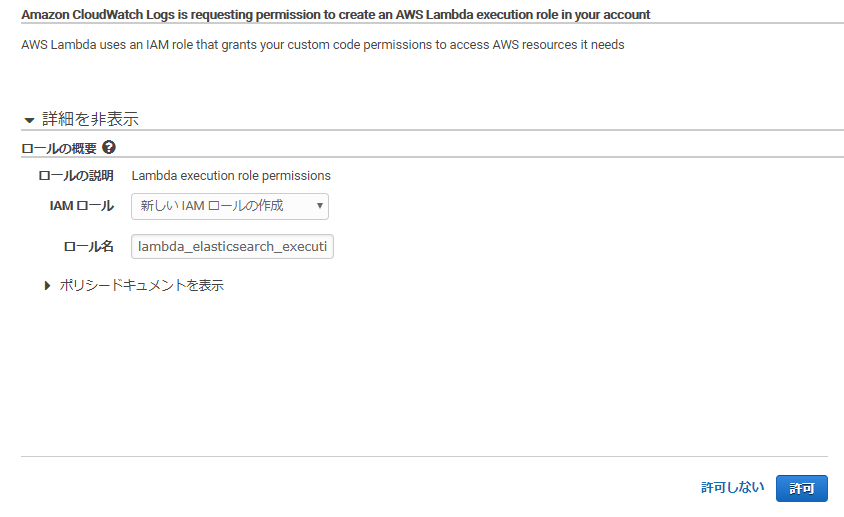 Amazon CloudWatch Logs is requesting permission to create an AWS Lambda execution role in your account
AWS Lambda uses an IAM role that grants your custom code permissions to access AWS resources it needs
詳細を非表示
ロールの概要
ロールの説明 Lambda execution role permissions
IAM ロール 新しい IAM ロールの作成
ロール名 lambda_elasticsearch_executi
ポリシードキュメントを表示
許可しない 許可